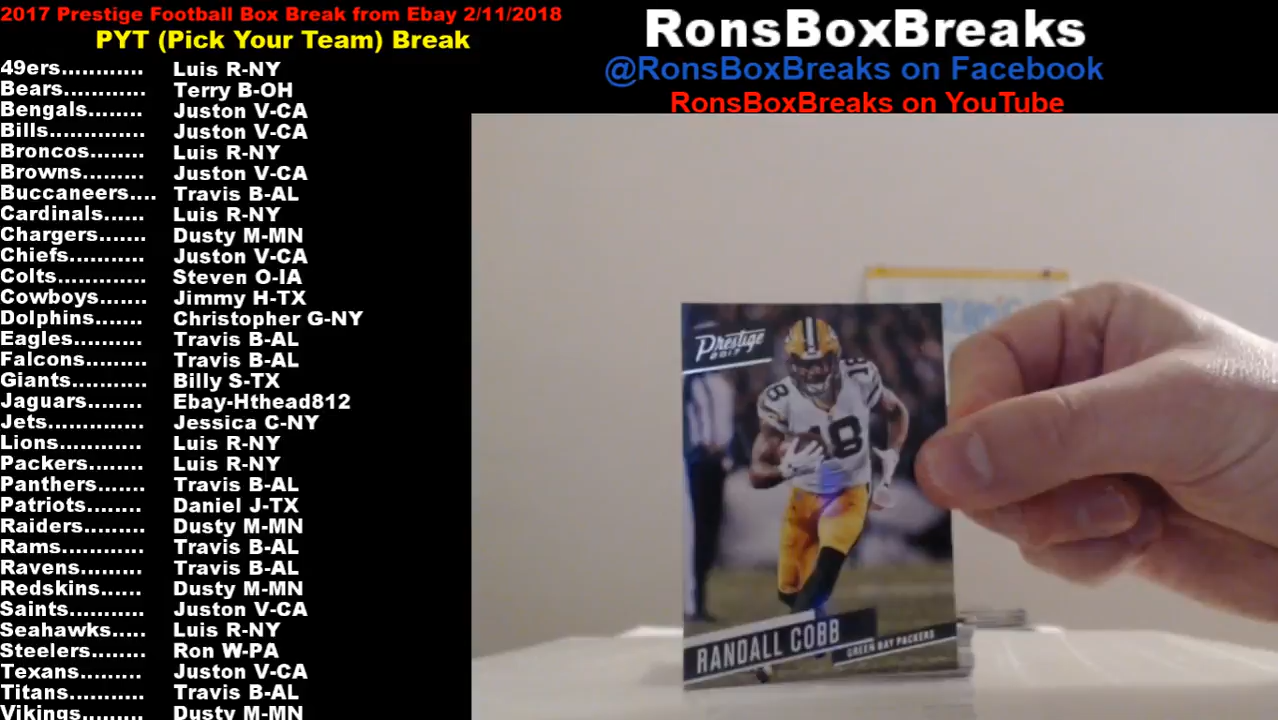 2017 Prestige Football Box Break from Ebay 2/11/2018
PYT (Pick Your Team) Break
49ers............ Luis R-NY
Bears............ Terry B-OH
Bengals........ Juston V-CA
Bills.............. Juston V-CA
Broncos........ Luis R-NY
Browns......... Juston V-CA
Buccaneers.... Travis B-AL
Cardinals...... Luis R-NY
Chargers....... Dusty M-MN
Chiefs........... Juston V-CA
Colts............. Steven O-IA
Cowboys....... Jimmy H-TX
Dolphins....... Christopher G-NY
Eagles........... Travis B-AL
Falcons......... Travis B-AL
Giants........... Billy S-TX
Jaguars........ Ebay-Hthead812
Jets.............. Jessica C-NY
Lions............ Luis R-NY
Packers........ Luis R-NY
Panthers....... Travis B-AL
Patriots........ Daniel J-TX
Raiders......... Dusty M-MN
Rams............ Travis B-AL
Ravens......... Travis B-AL
Redskins...... Dusty M-MN
Saints........... Juston V-CA
Seahawks..... Luis R-NY
Steelers........ Ron W-PA
Texans......... Juston V-CA
Titans........... Travis B-AL
Vikings......... Dusty M-MN
RonsBoxBreaks
@RonsBoxBreaks on Facebook
RonsBoxBreaks on YouTube
Prestige
2017
18
18
18
RANDALL COBB
GREEN BAY PACKERS